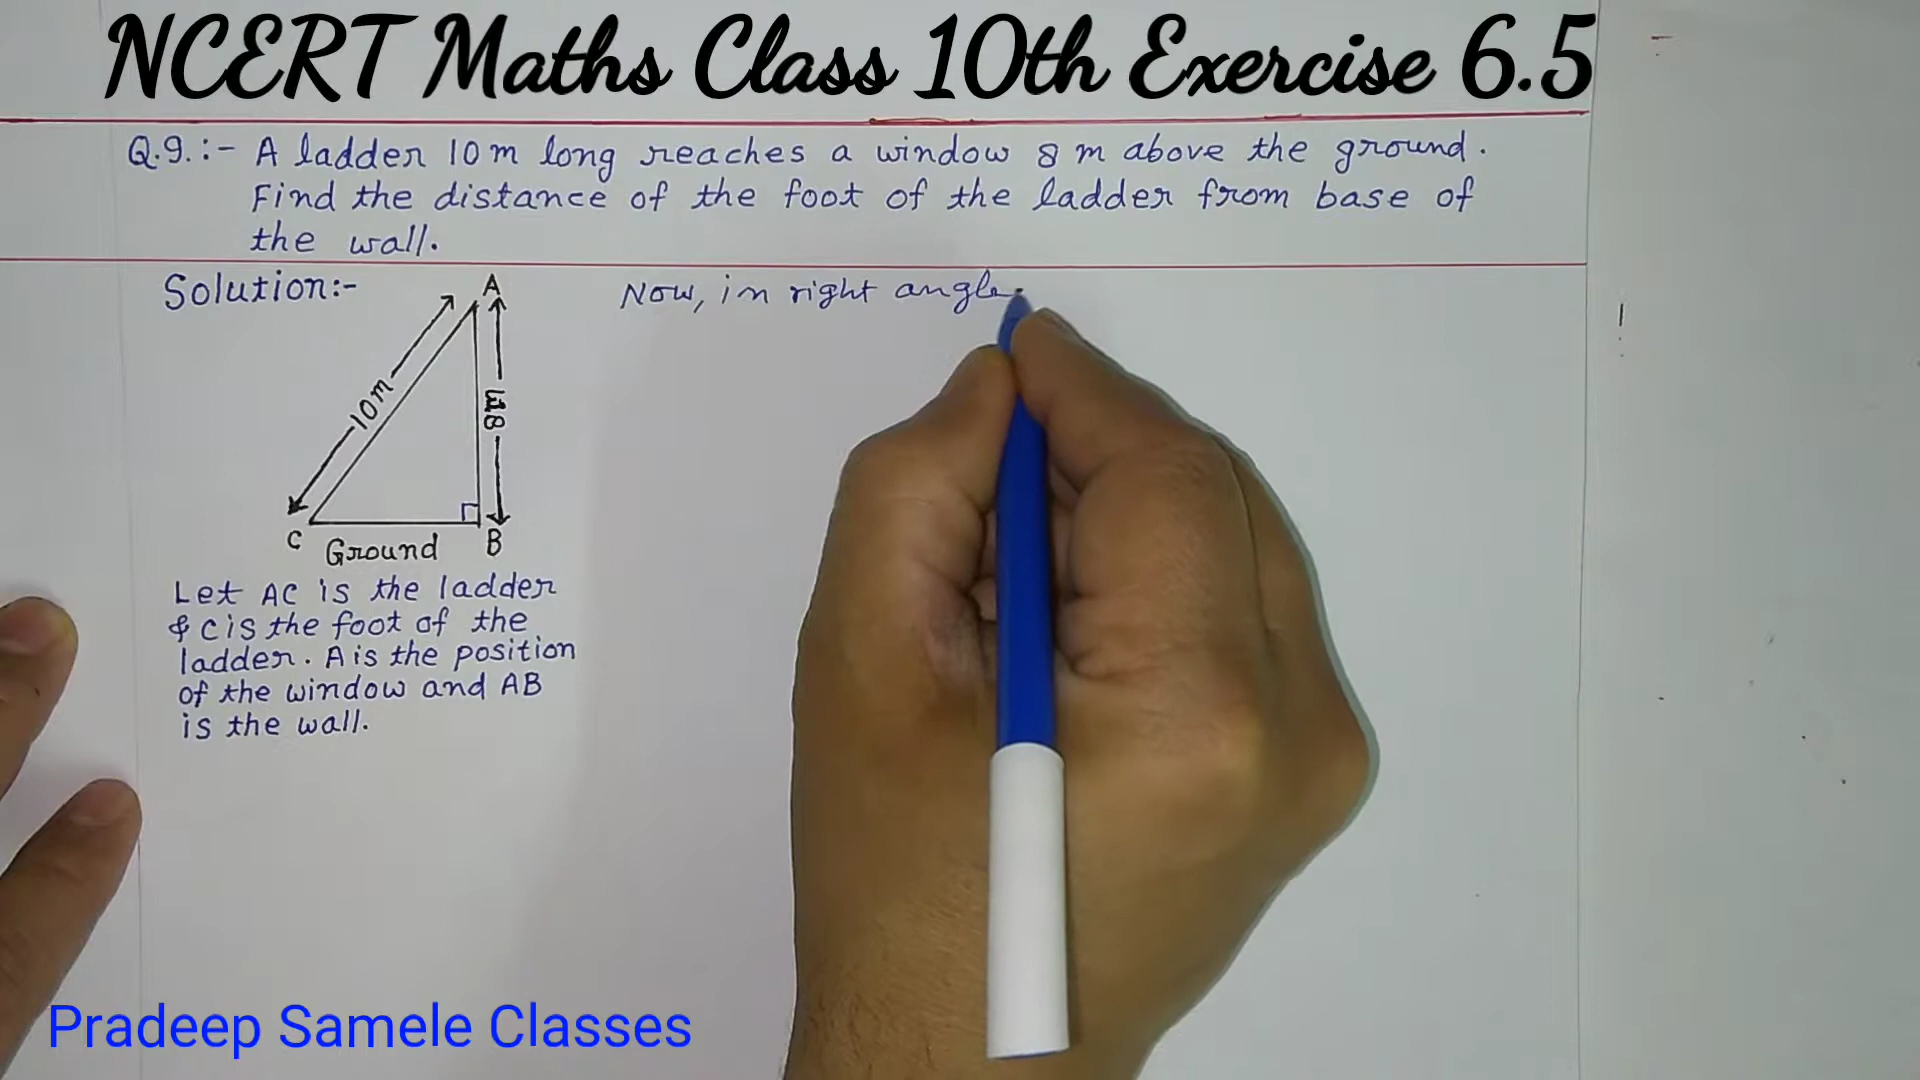 NCERT Maths Class 10th Exercise 6.5
Q.9.:- A ladder 10 m long reaches a window 8 m above the ground.
Find the distance of the foot of the ladder from base of
the wall.
Solution:-
A
10m
8m
C
B
Ground
Let AC is the ladder
& C is the foot of the
ladder. A is the position
of the window and AB
is the wall.
Now, in right angle
Pradeep Samele Classes